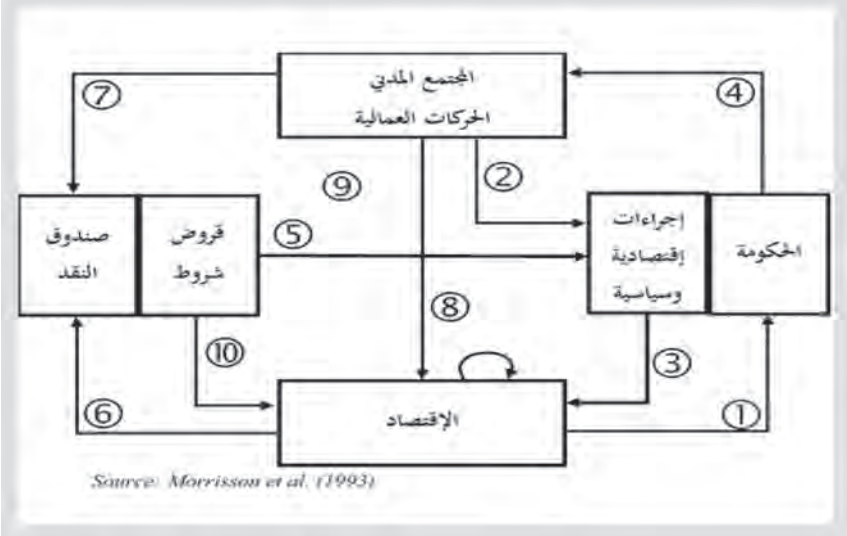 المجتمع المدني
الحركات العمالية
⑦
④
⑨
②
صندوق
النقد
قروض
شروط
⑤
إجراءات
إقتصادية
وسياسية
الحكومة
⑧
⑩
③
⑥
الإقتصاد
①
Source: Morrisson et al. (1993)